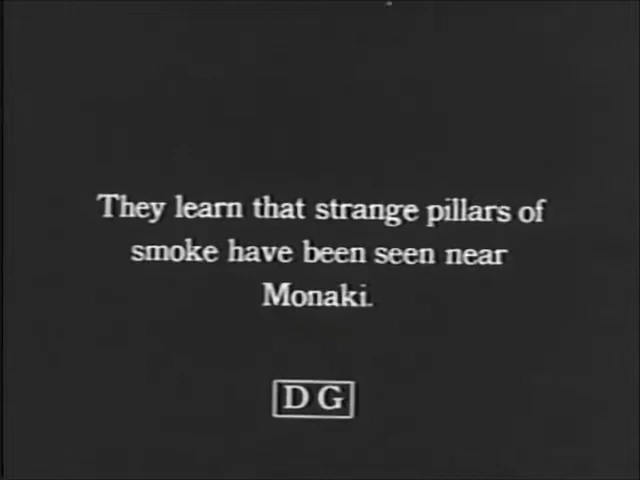 They learn that strange pillars of
smoke have been seen near
Monaki.
DG